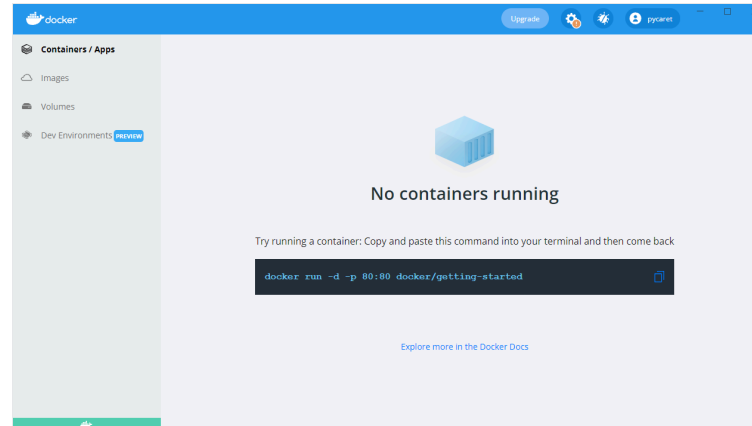 docker
Upgrade
pycaret
Containers / Apps
Images
Volumes
Dev Environments PREVIEW
No containers running
Try running a container: Copy and paste this command into your terminal and then come back
docker run -d -p 80:80 docker/getting-started
Explore more in the Docker Docs